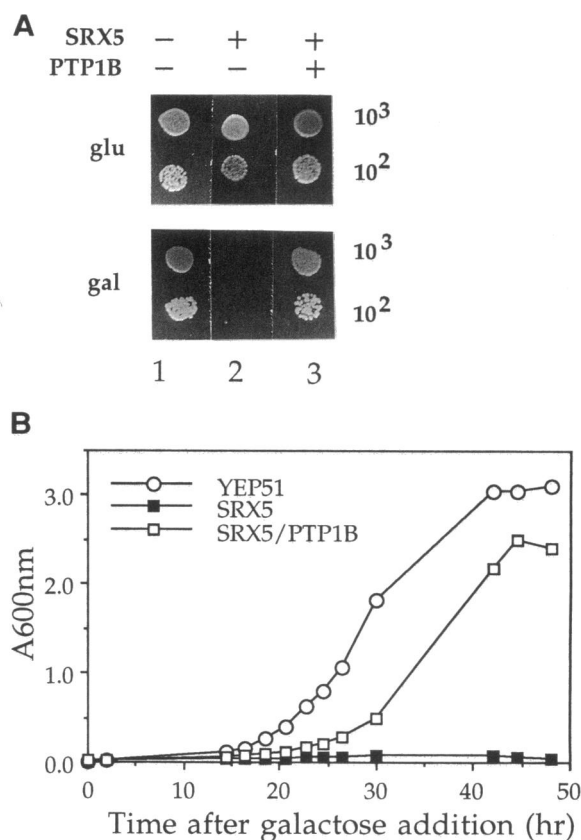 A
SRX5 − + +
PTP1B − − +
glu
10³
10²
gal
10³
10²
1 2 3
B
YEP51
SRX5
SRX5/PTP1B
A600nm
3.0
2.0
1.0
0.0
0 10 20 30 40 50
Time after galactose addition (hr)